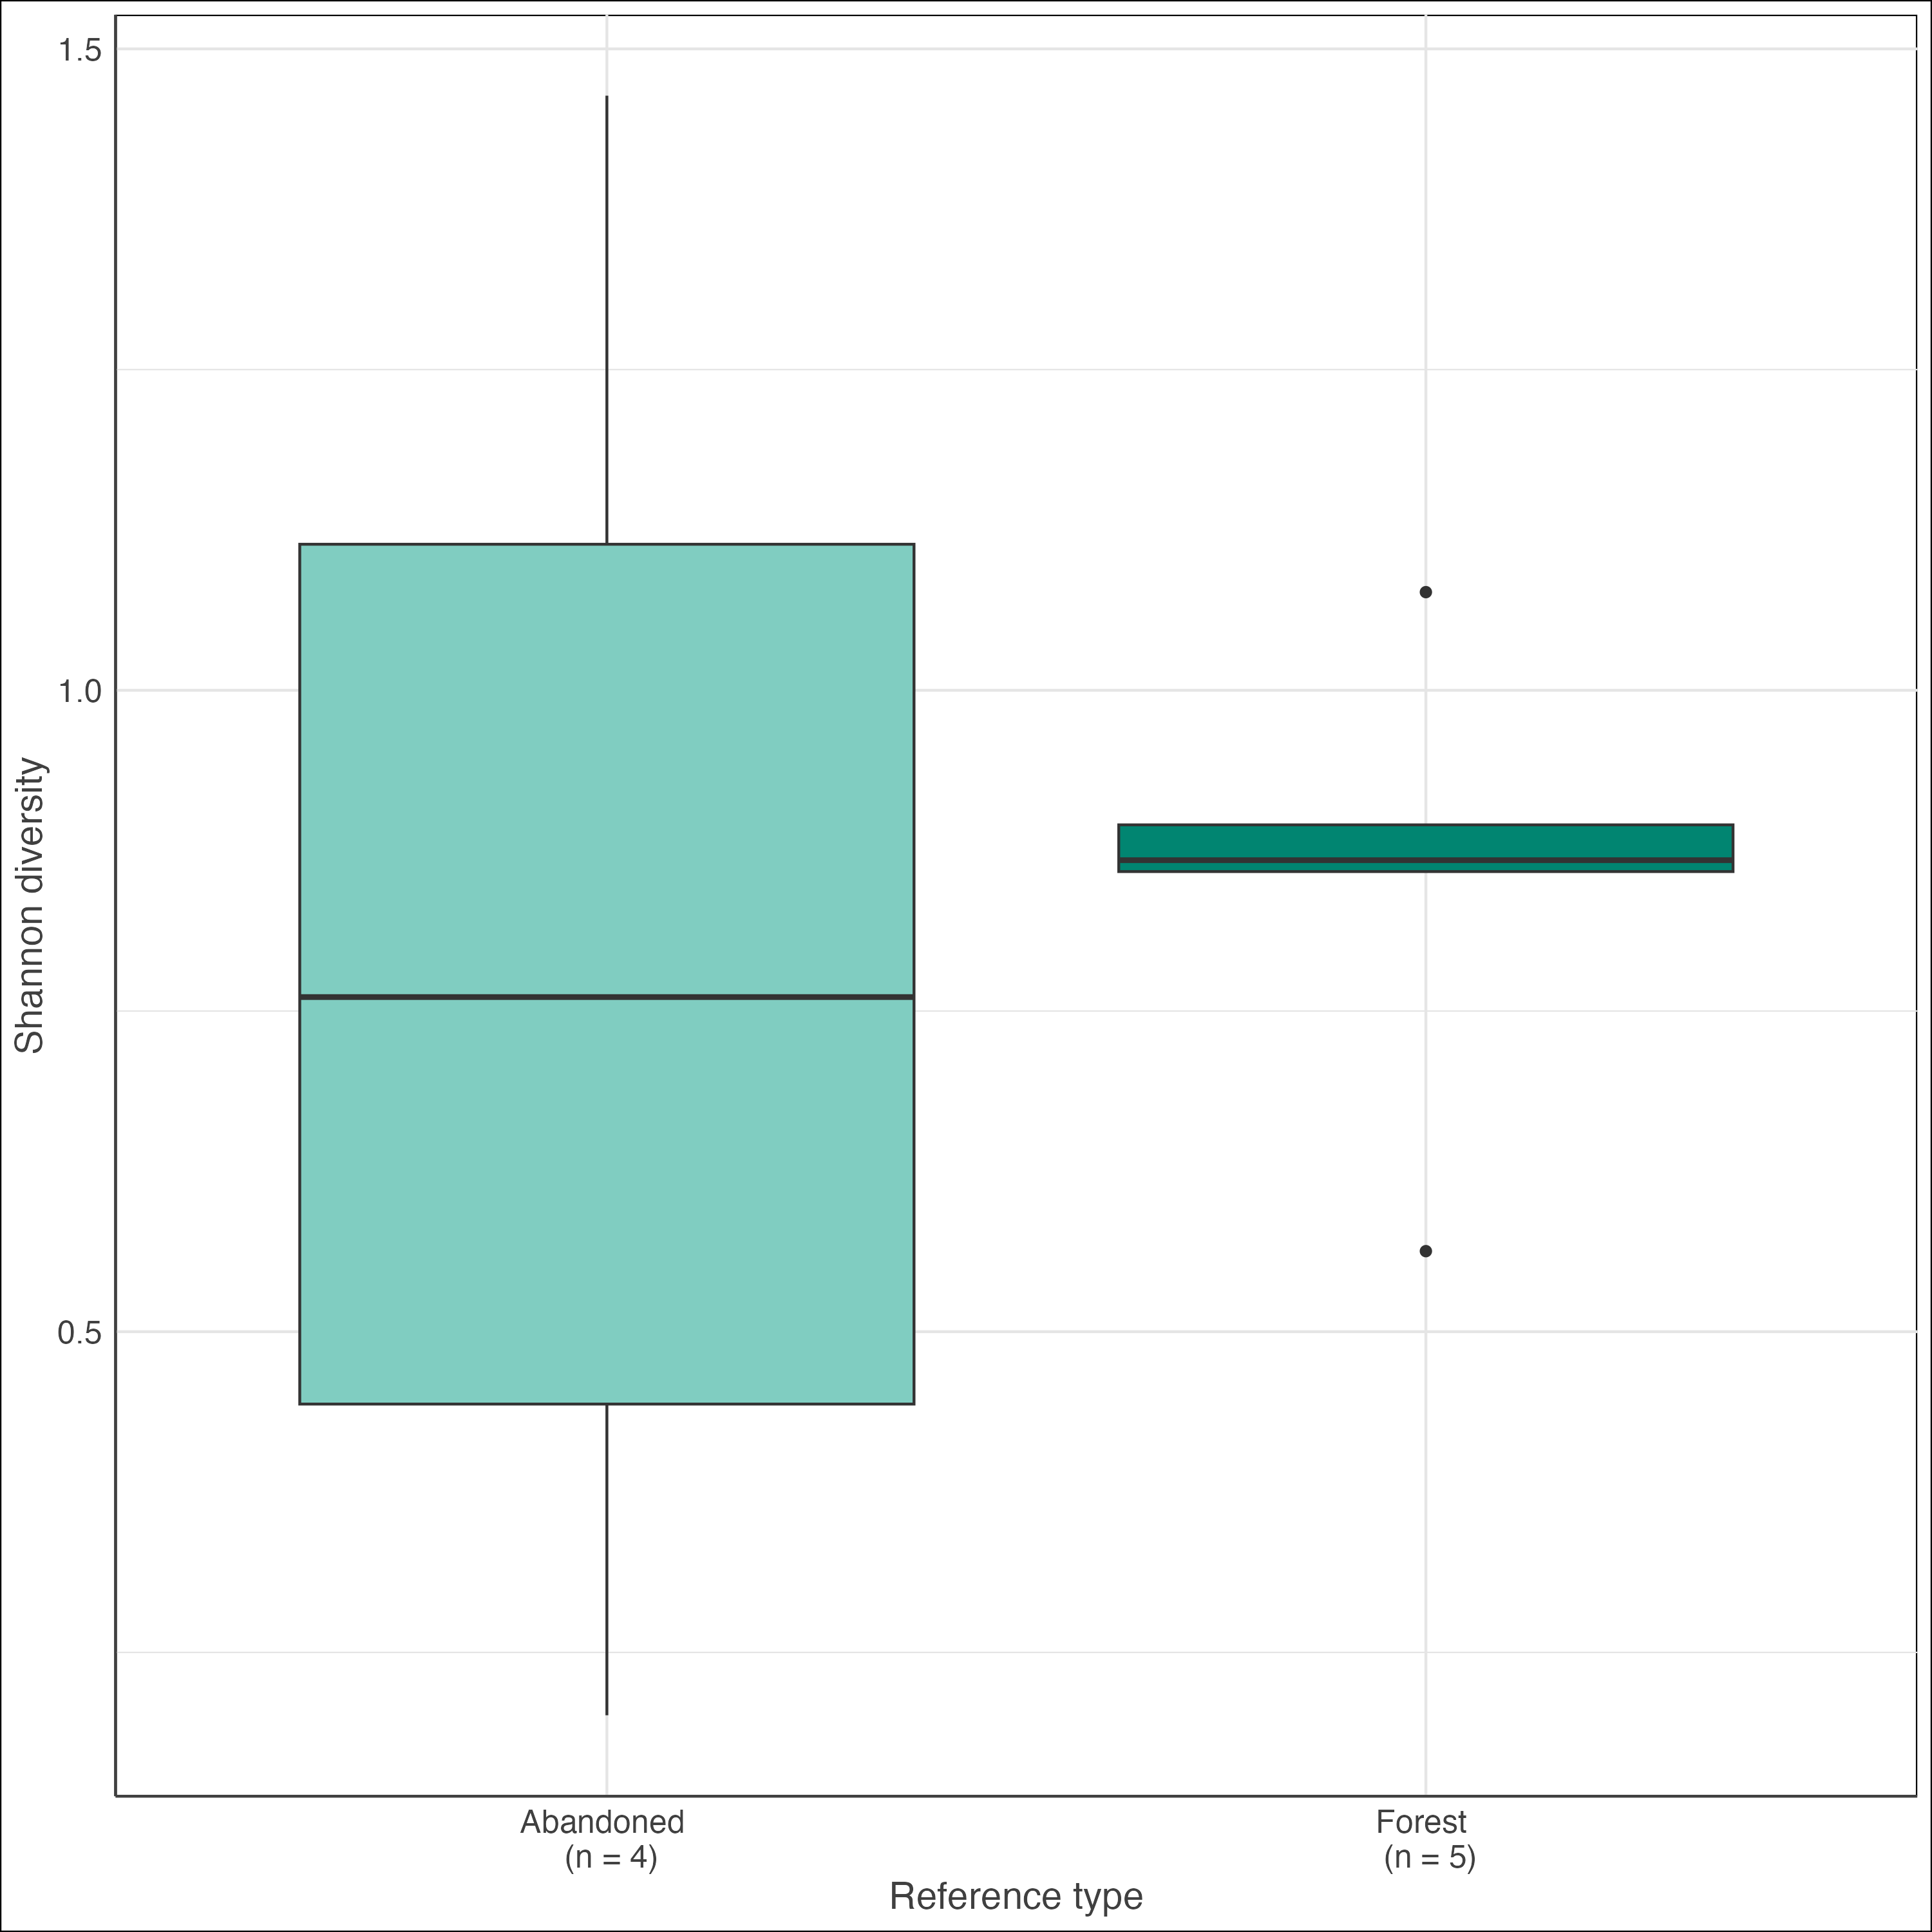 1.5
1.0
0.5
Shannon diversity
Abandoned
(n = 4)
Forest
(n = 5)
Reference type